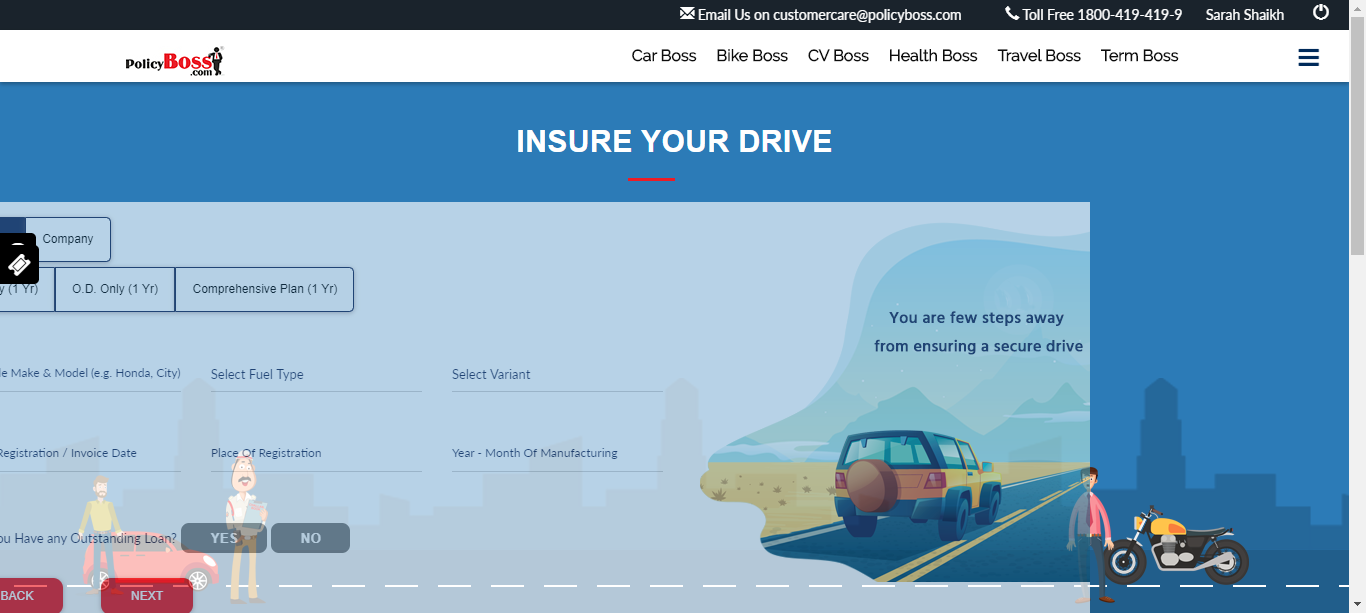 Email Us on customercare@policyboss.com Toll Free 1800-419-419-9 Sarah Shaikh
PolicyBoss.com Car Boss Bike Boss CV Boss Health Boss Travel Boss Term Boss
INSURE YOUR DRIVE
Company
y (1 Yr) O.D. Only (1 Yr) Comprehensive Plan (1 Yr)
You are few steps away
from ensuring a secure drive
le Make & Model (e.g. Honda, City) Select Fuel Type Select Variant
Registration / Invoice Date Place Of Registration Year - Month Of Manufacturing
ou Have any Outstanding Loan? YES NO
BACK NEXT